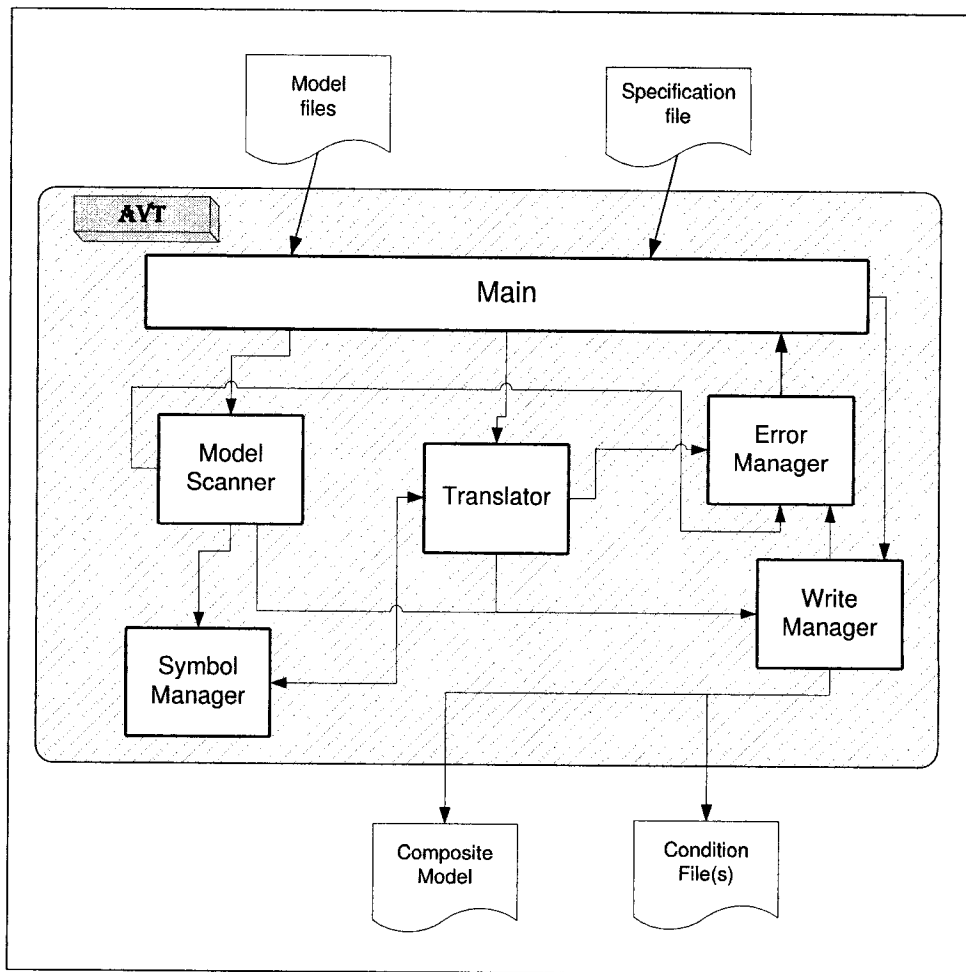 Model
files
Specification
file
AVT
Main
Model
Scanner
Translator
Error
Manager
Write
Manager
Symbol
Manager
Composite
Model
Condition
File(s)